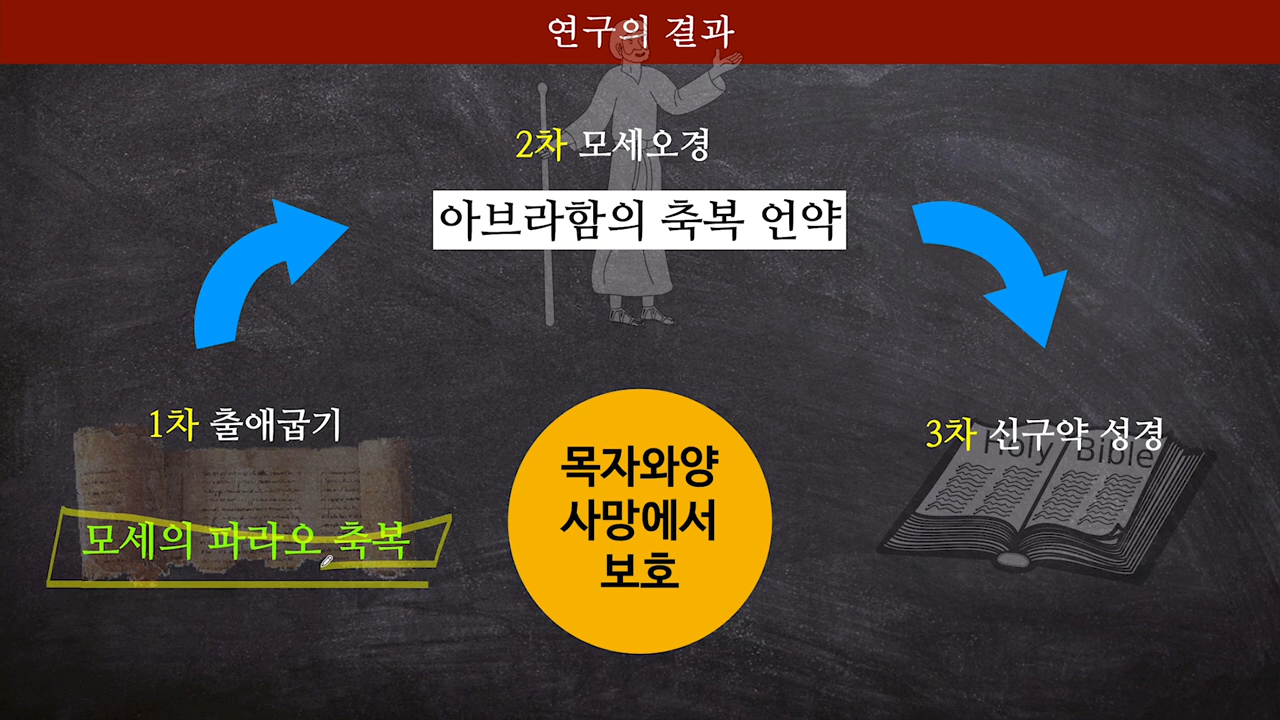 연구의 결과
2차 모세오경
아브라함의 축복 언약
1차 출애굽기
모세의 파라오 축복
목자와양
사망에서
보호
3차 신구약 성경
Holy Bible